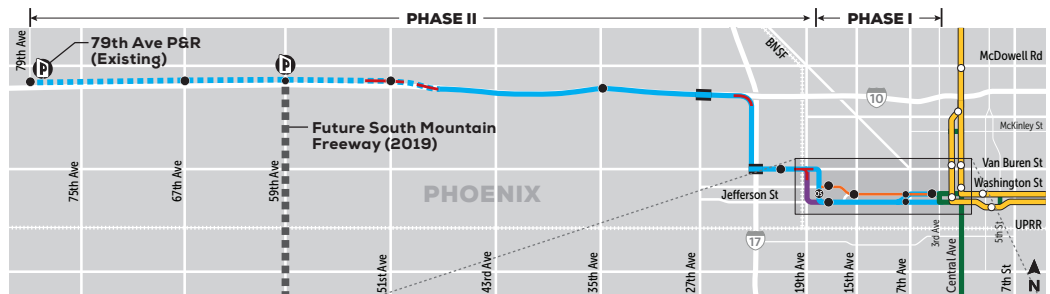 PHASE II
PHASE I
79th Ave
79th Ave P&R
(Existing)
P
P
BNSF
McDowell Rd
10
McKinley St
Future South Mountain
Freeway (2019)
Van Buren St
Washington St
PHOENIX
Jefferson St
35
UPRR
17
75th Ave
67th Ave
59th Ave
51st Ave
43rd Ave
35th Ave
27th Ave
19th Ave
15th Ave
7th Ave
3rd Ave
Central Ave
5th St
7th St
N